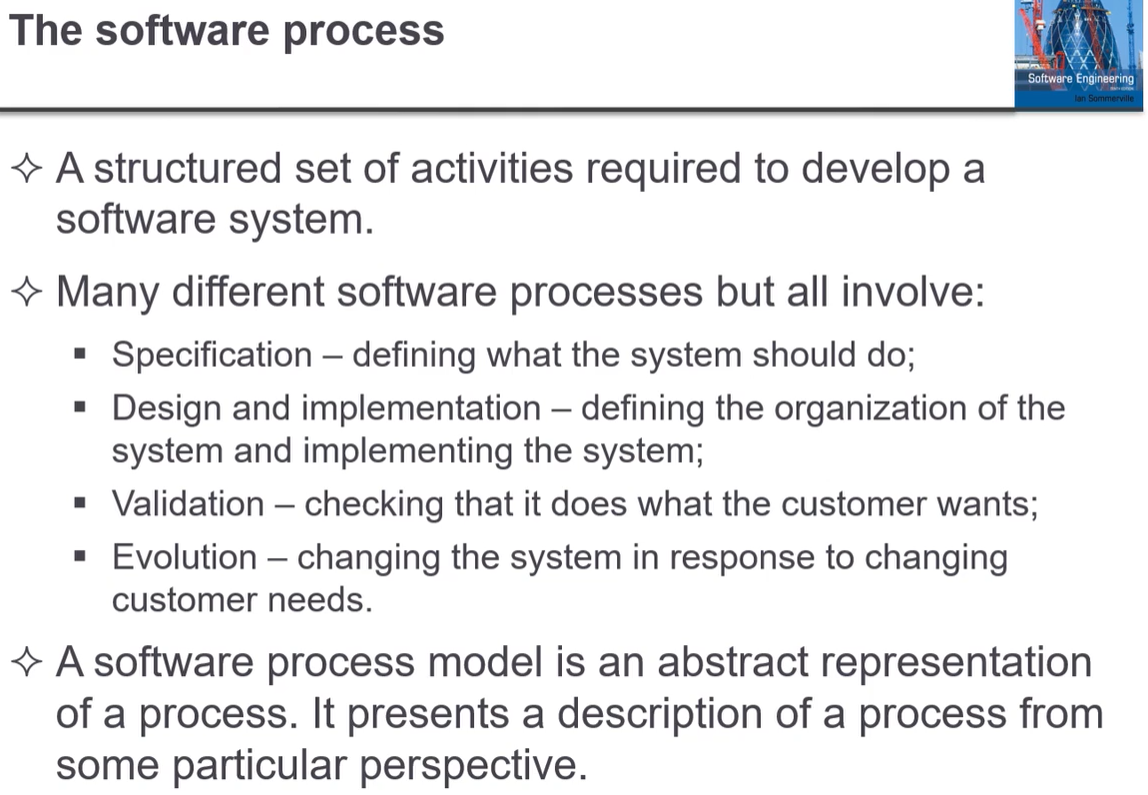 The software process
Software Engineering
Ian Sommerville
✧ A structured set of activities required to develop a
software system.
✧ Many different software processes but all involve:
▪ Specification – defining what the system should do;
▪ Design and implementation – defining the organization of the
system and implementing the system;
▪ Validation – checking that it does what the customer wants;
▪ Evolution – changing the system in response to changing
customer needs.
✧ A software process model is an abstract representation
of a process. It presents a description of a process from
some particular perspective.